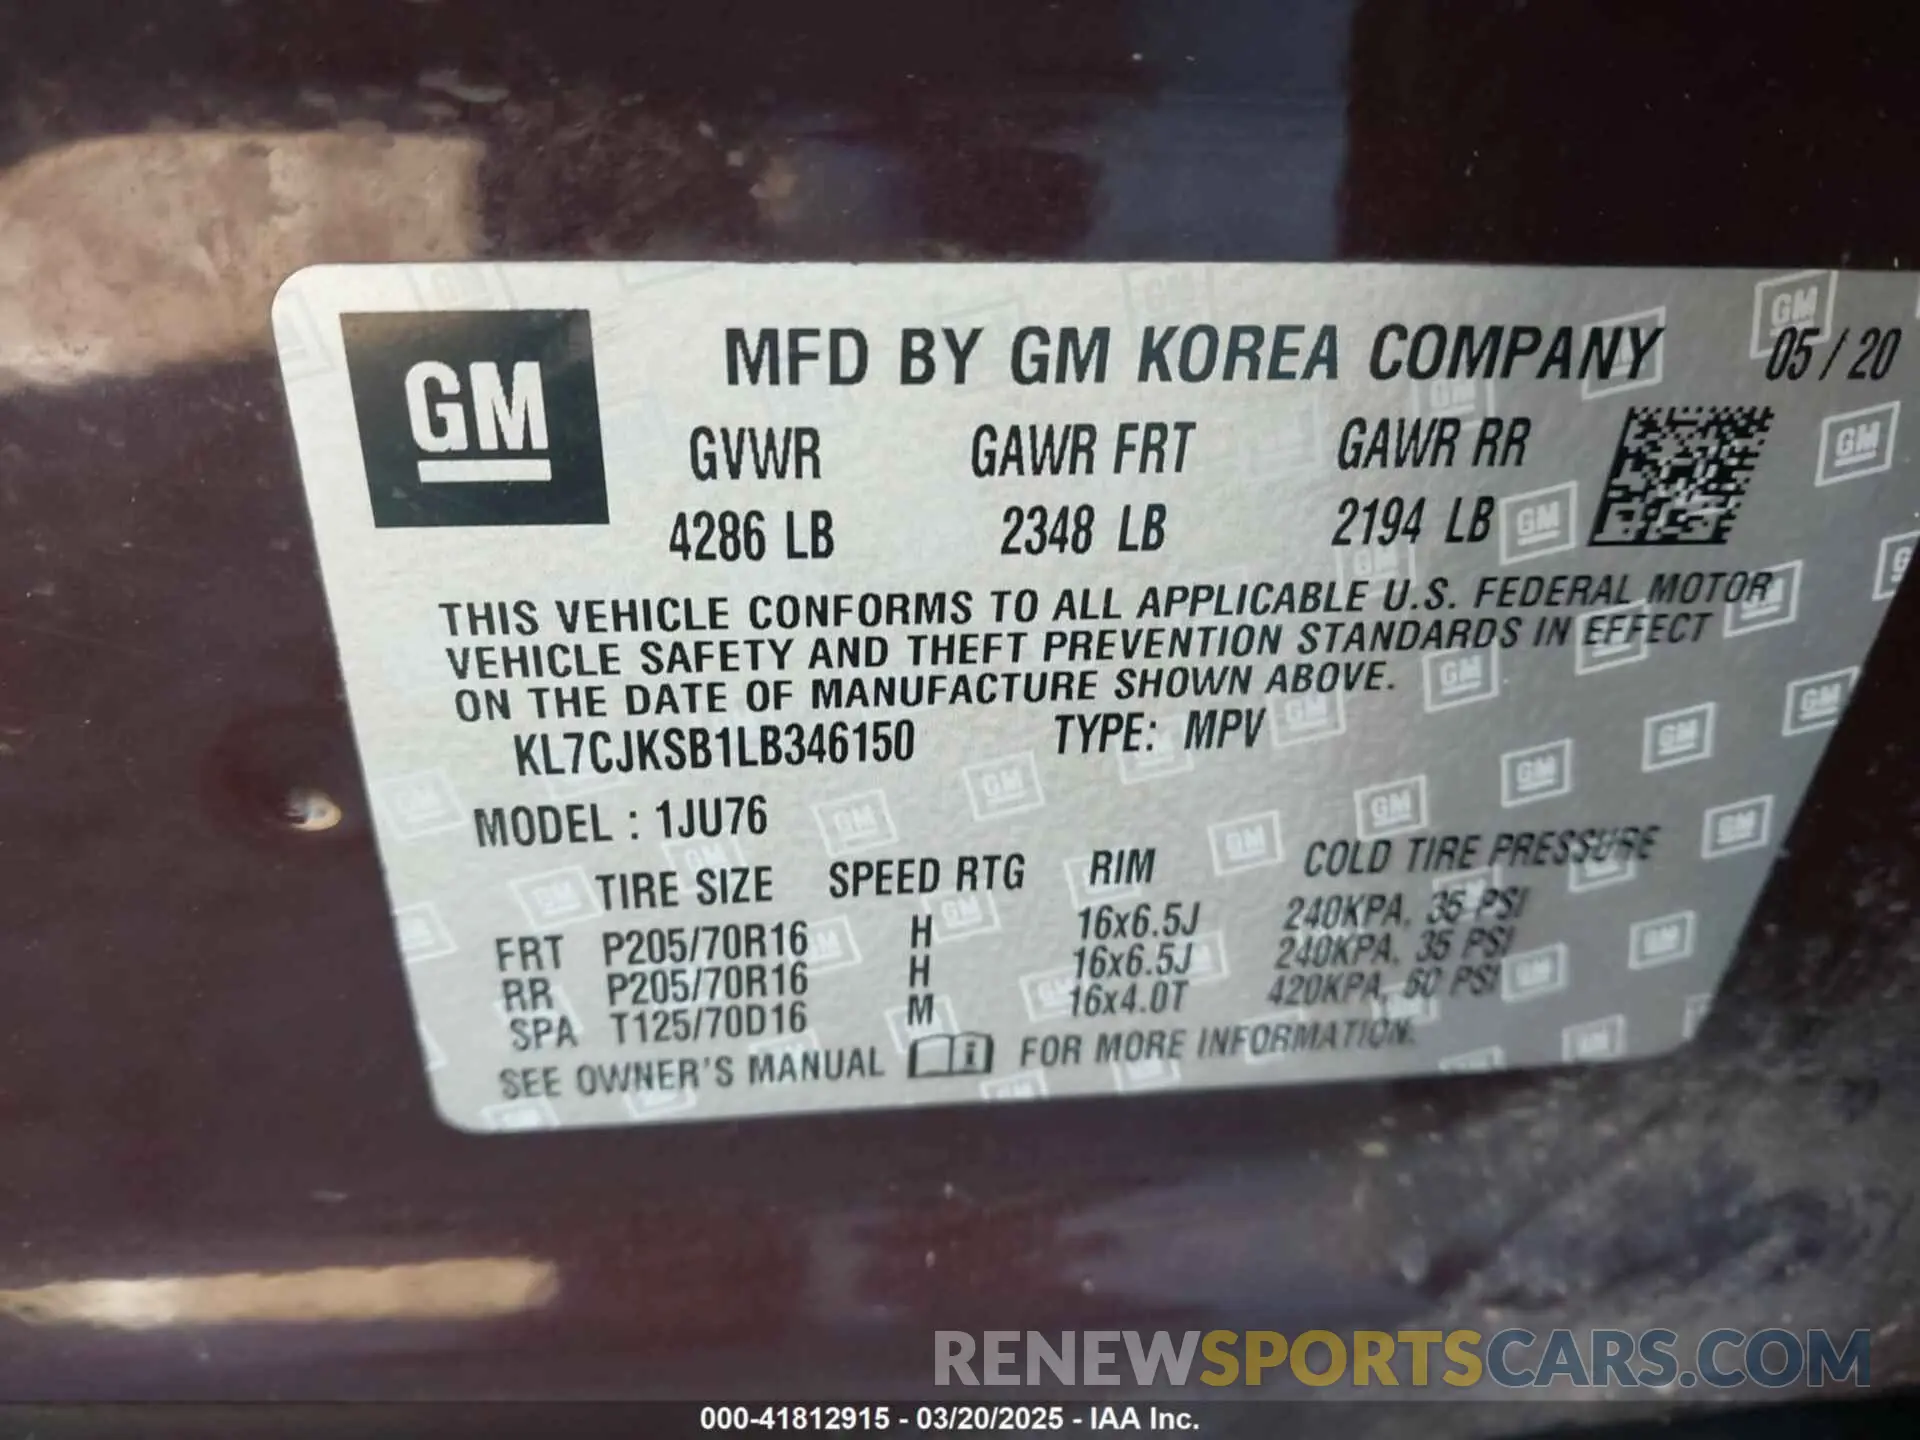 GM
MFD BY GM KOREA COMPANY 05/20
GVWR GAWR FRT GAWR RR
4286 LB 2348 LB 2194 LB
THIS VEHICLE CONFORMS TO ALL APPLICABLE U.S. FEDERAL MOTOR
VEHICLE SAFETY AND THEFT PREVENTION STANDARDS IN EFFECT
ON THE DATE OF MANUFACTURE SHOWN ABOVE.
KL7CJKSB1LB346150 TYPE: MPV
MODEL : 1JU76
TIRE SIZE SPEED RTG RIM COLD TIRE PRESSURE
FRT P205/70R16 H 16x6.5J 240KPA, 35 PSI
RR P205/70R16 H 16x6.5J 240KPA, 35 PSI
SPA T125/70D16 M 16x4.0T 420KPA, 60 PSI
SEE OWNER'S MANUAL FOR MORE INFORMATION.
RENEWSPORTSCARS.COM
000-41812915 - 03/20/2025 - IAA Inc.